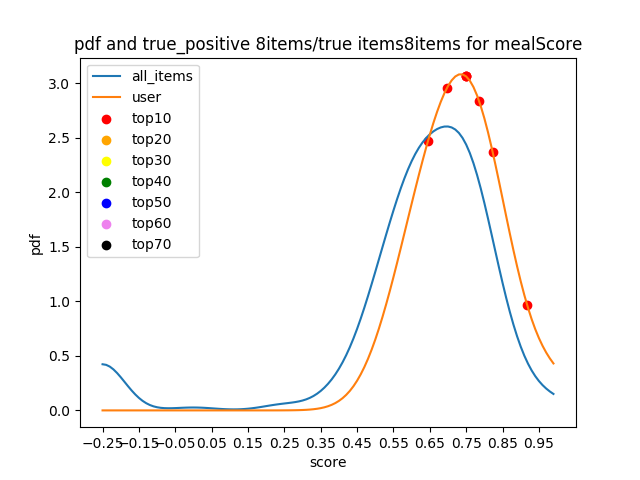 pdf and true_positive 8items/true items8items for mealScore
all_items
user
top10
top20
top30
top40
top50
top60
top70
pdf
3.0
2.5
2.0
1.5
1.0
0.5
0.0
−0.25 −0.15 −0.05 0.05 0.15 0.25 0.35 0.45 0.55 0.65 0.75 0.85 0.95
score